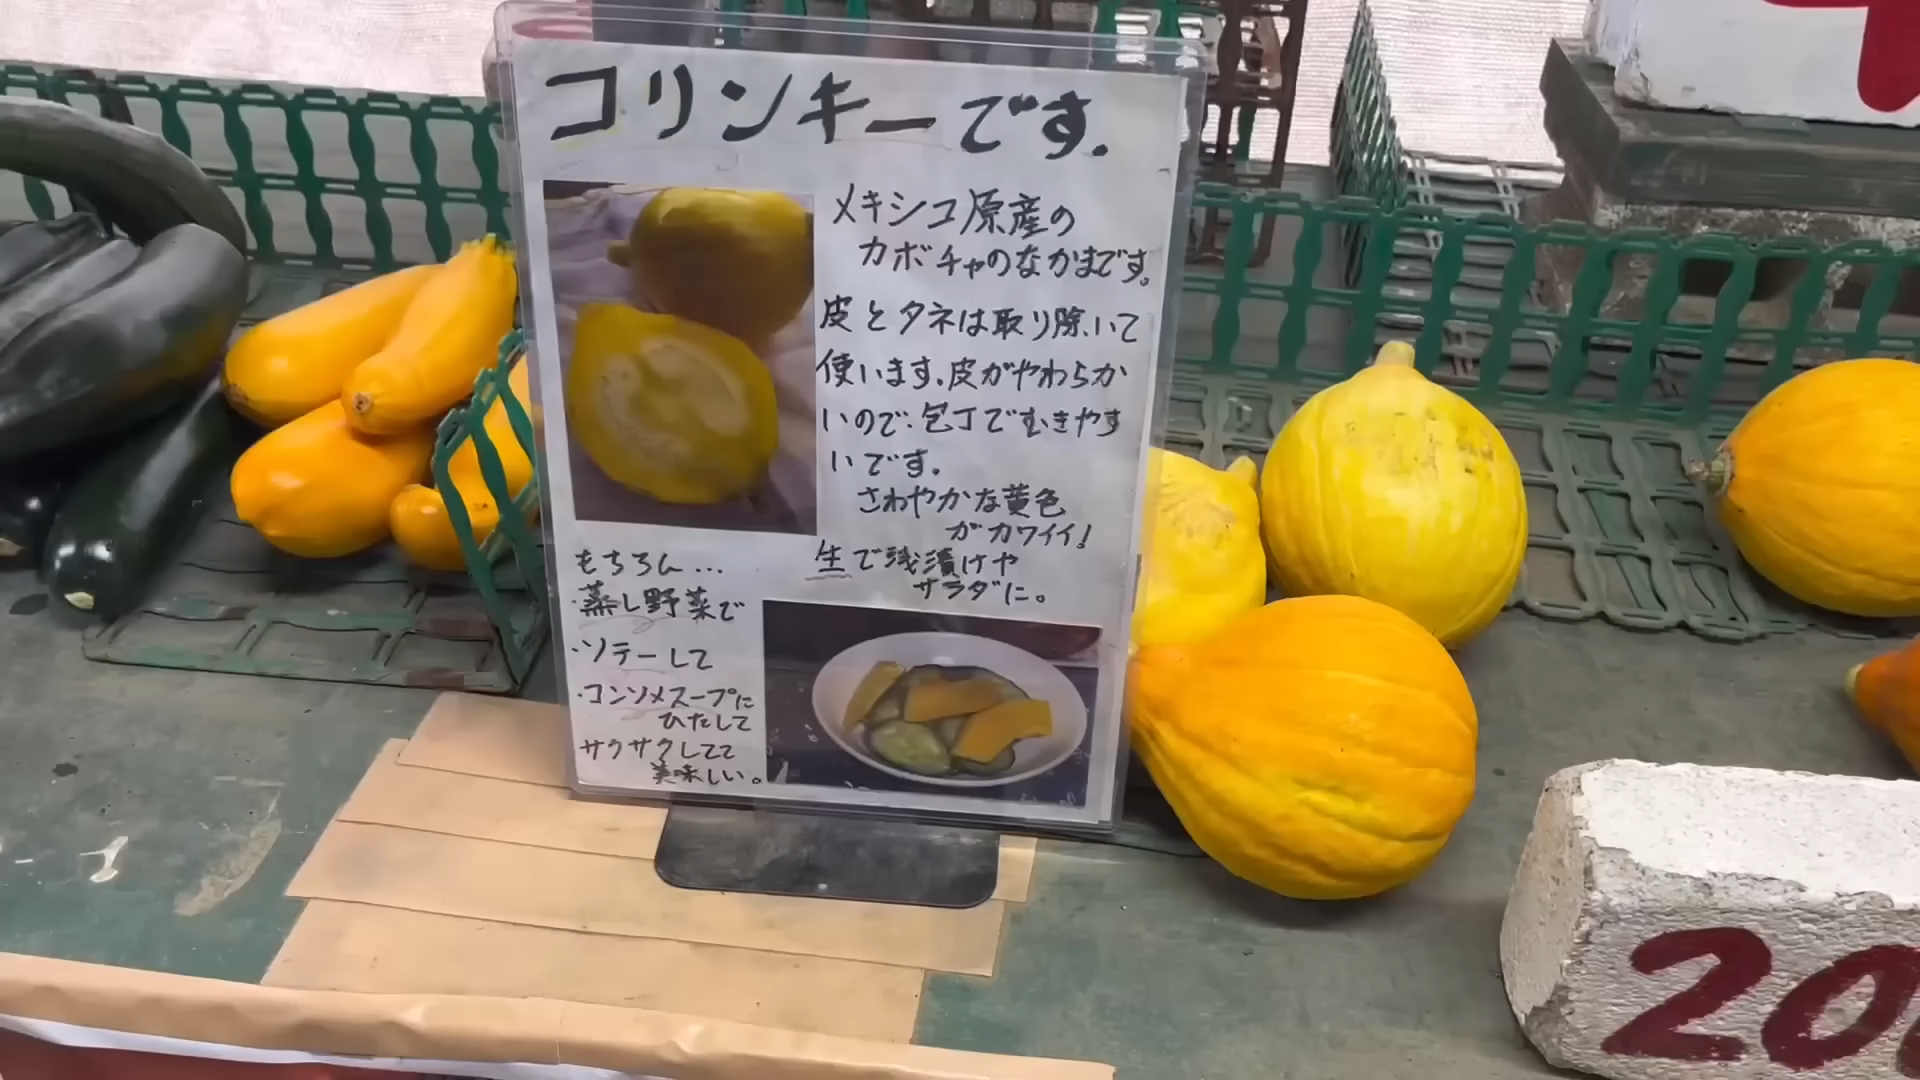 コリンキーです.
メキシコ原産の
カボチャのなかまです。
皮とタネは取り除いて
使います.皮がやわらか
いので.包丁でむきやす
いです.
さわやかな黄色
がカワイイ!
生で浅漬けや
サラダに。
もちろん...
・蒸し野菜で
・ソテーして
・コンソメスープに
ひたして
サクサクしてて
美味しい。
20